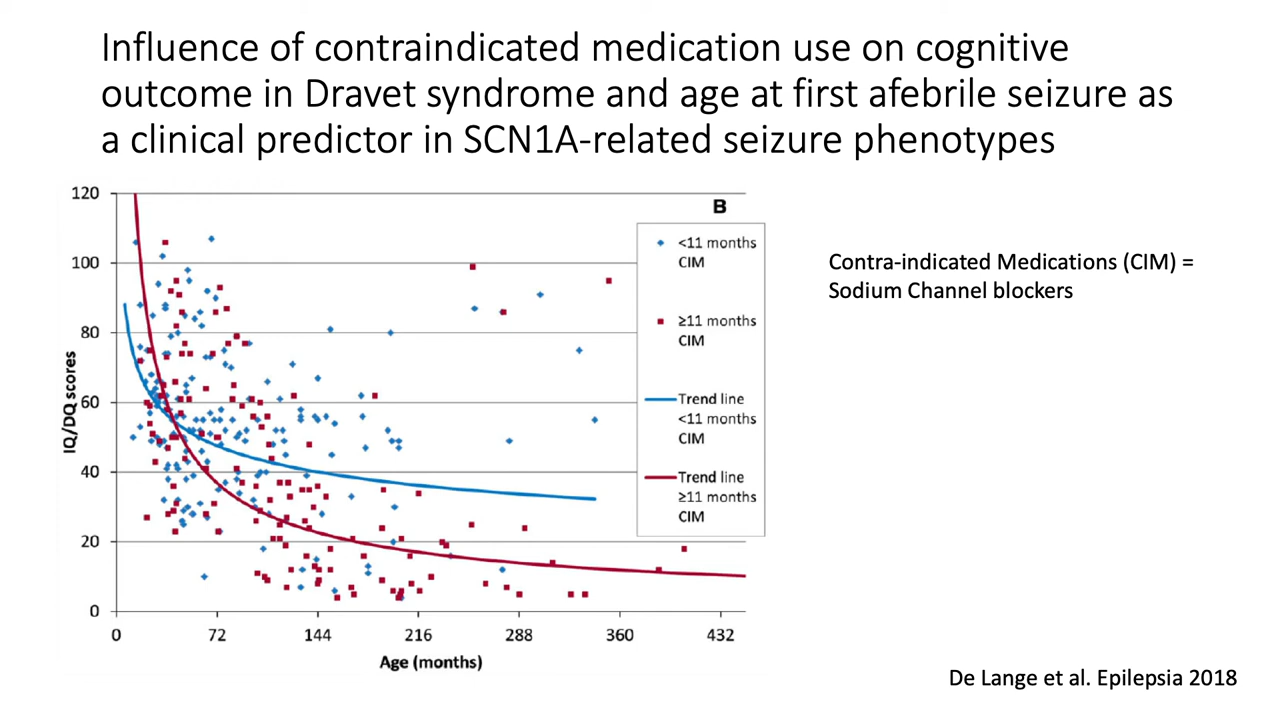 Influence of contraindicated medication use on cognitive
outcome in Dravet syndrome and age at first afebrile seizure as
a clinical predictor in SCN1A-related seizure phenotypes
120
100
80
60
40
20
0
IQ/DQ scores
0 72 144 216 288 360 432
Age (months)
B
<11 months
CIM
≥11 months
CIM
Trend line
<11 months
CIM
Trend line
≥11 months
CIM
Contra-indicated Medications (CIM) =
Sodium Channel blockers
De Lange et al. Epilepsia 2018